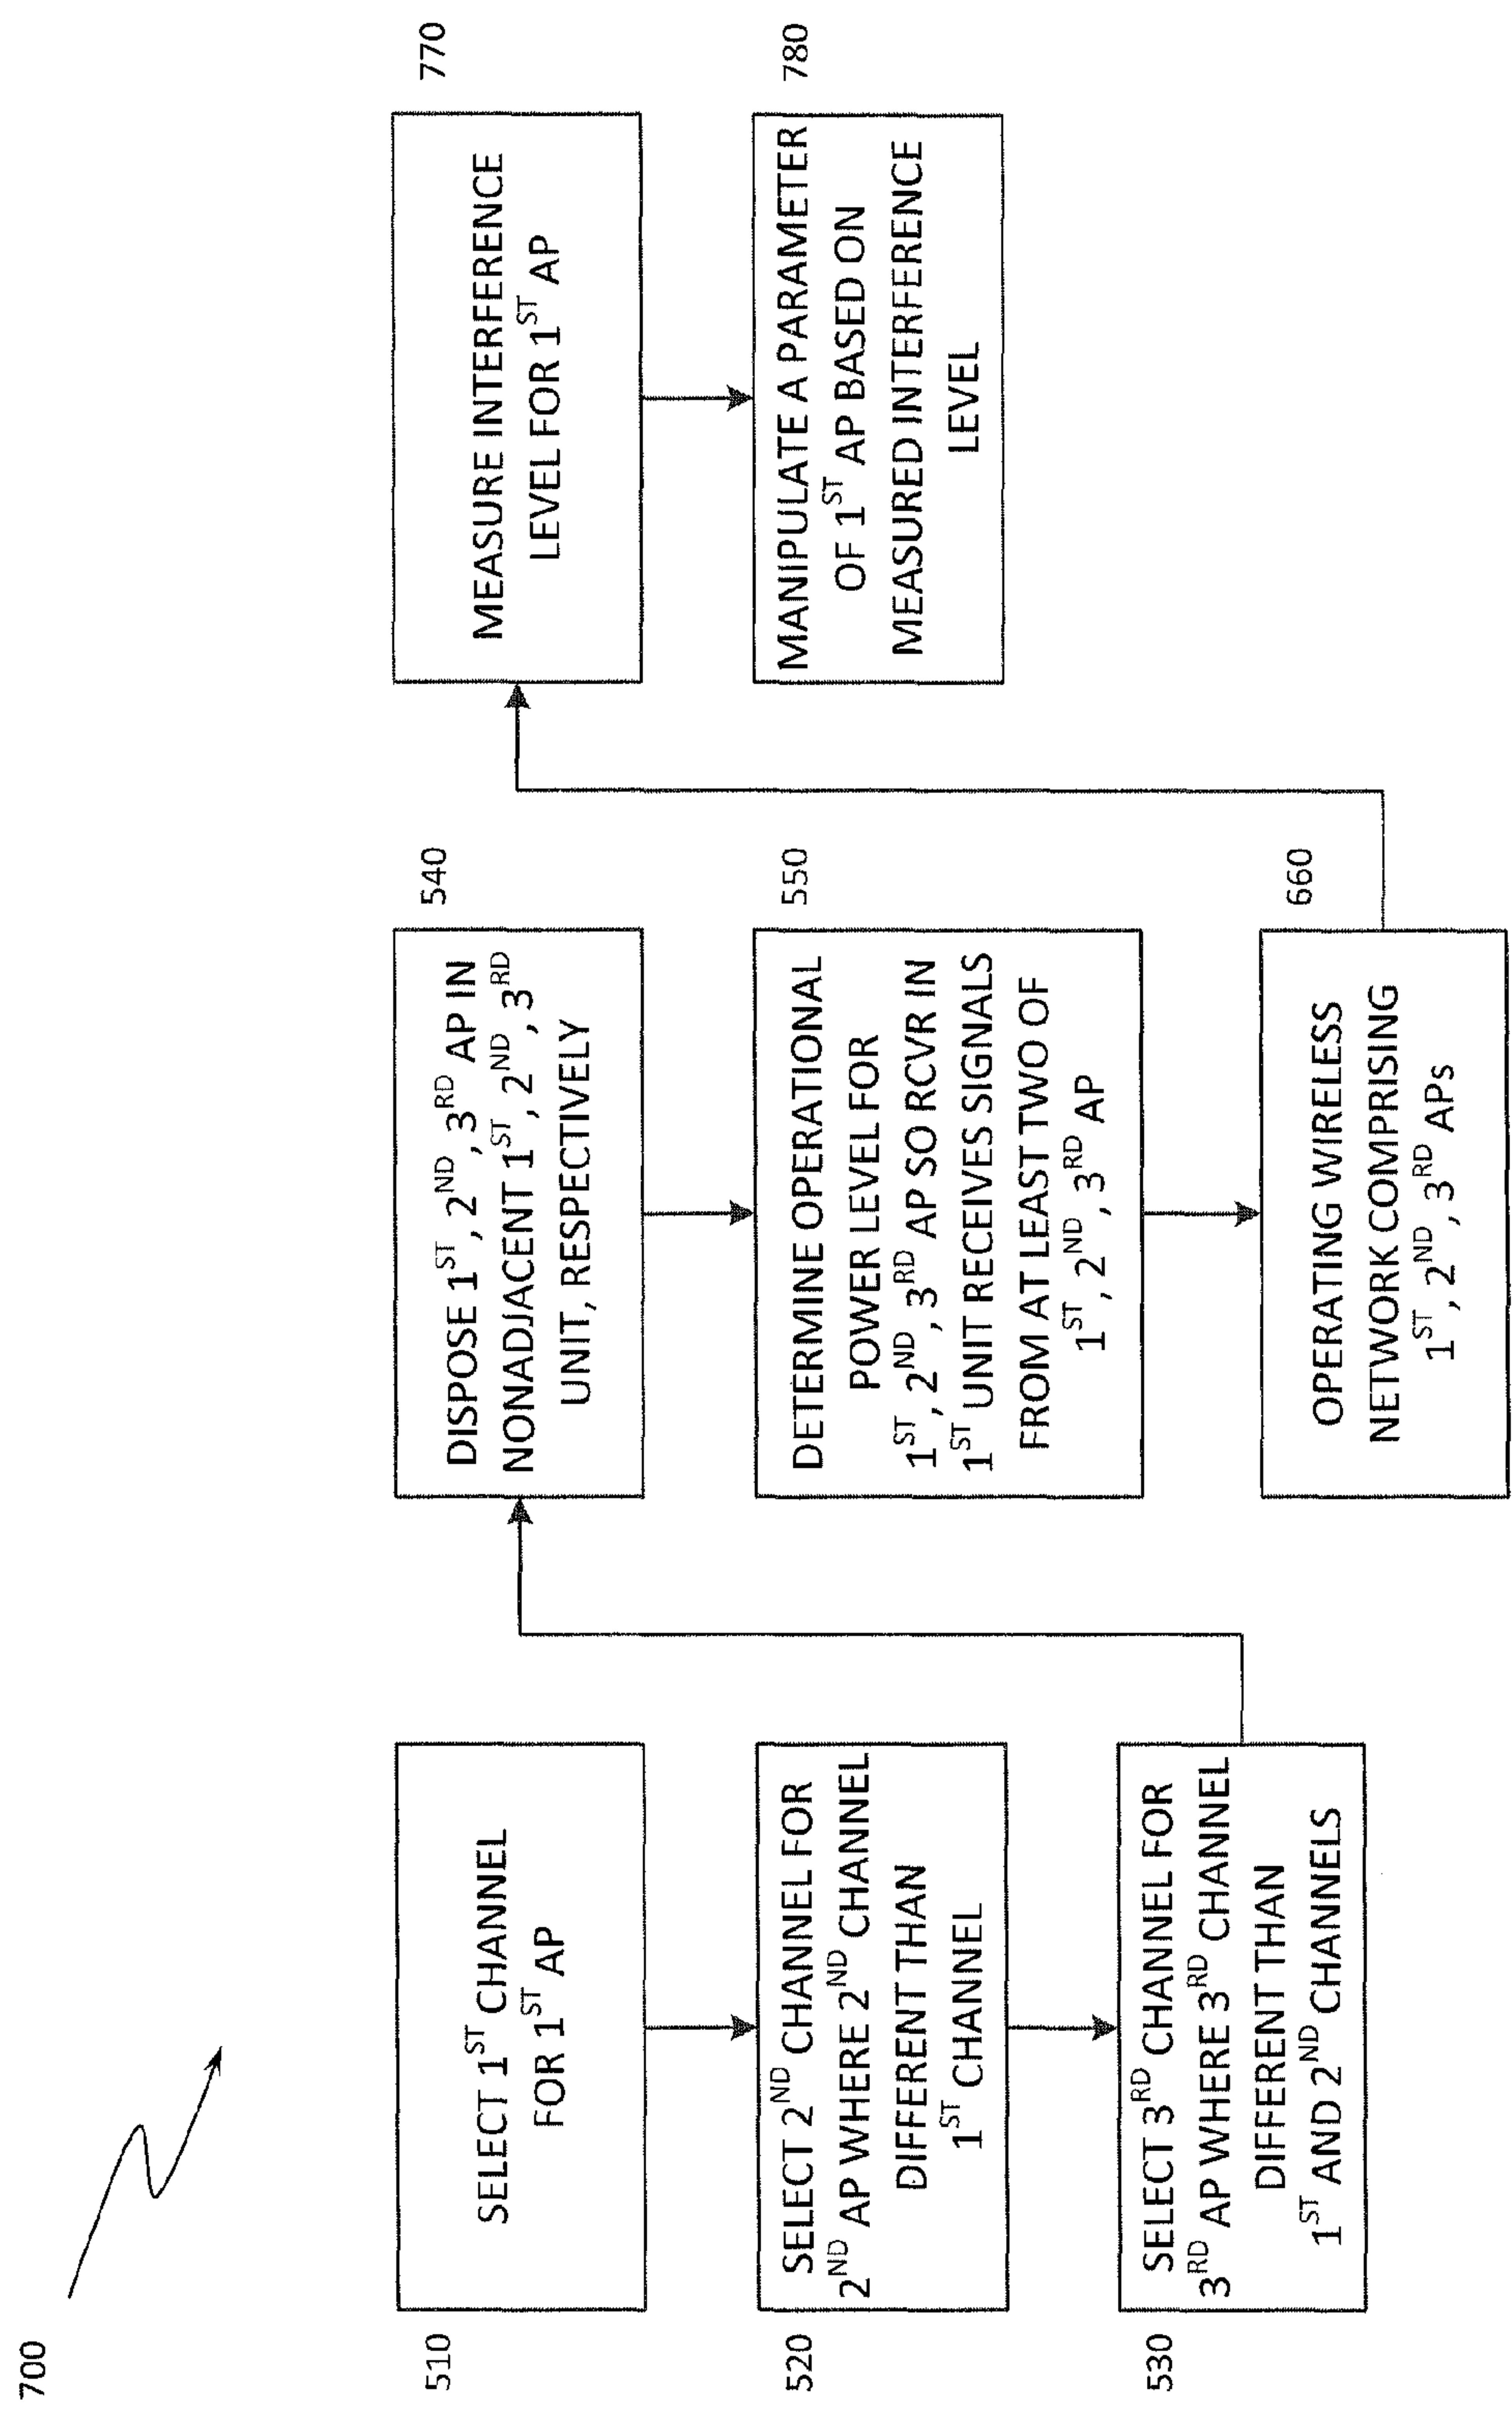 700
510
SELECT 1ST CHANNEL
FOR 1ST AP
520
SELECT 2ND CHANNEL FOR
2ND AP WHERE 2ND CHANNEL
DIFFERENT THAN
1ST CHANNEL
530
SELECT 3RD CHANNEL FOR
3RD AP WHERE 3RD CHANNEL
DIFFERENT THAN
1ST AND 2ND CHANNELS
540
DISPOSE 1ST, 2ND, 3RD AP IN
NONADJACENT 1ST, 2ND, 3RD
UNIT, RESPECTIVELY
550
DETERMINE OPERATIONAL
POWER LEVEL FOR
1ST, 2ND, 3RD AP SO RCVR IN
1ST UNIT RECEIVES SIGNALS
FROM AT LEAST TWO OF
1ST, 2ND, 3RD AP
660
OPERATING WIRELESS
NETWORK COMPRISING
1ST, 2ND, 3RD APs
770
MEASURE INTERFERENCE
LEVEL FOR 1ST AP
780
MANIPULATE A PARAMETER
OF 1ST AP BASED ON
MEASURED INTERFERENCE
LEVEL